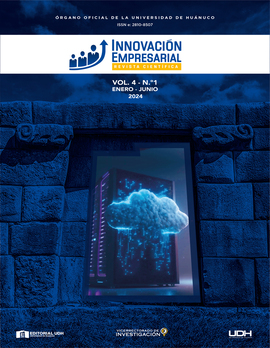 ÓRGANO OFICIAL DE LA UNIVERSIDAD DE HUÁNUCO
ISSN e: 2810-8507
INNOVACIÓN
EMPRESARIAL
REVISTA CIENTÍFICA
VOL. 4 - N.°1
ENERO - JUNIO
2024
EDITORIAL UDH
VICERRECTORADO DE
INVESTIGACIÓN
UDH